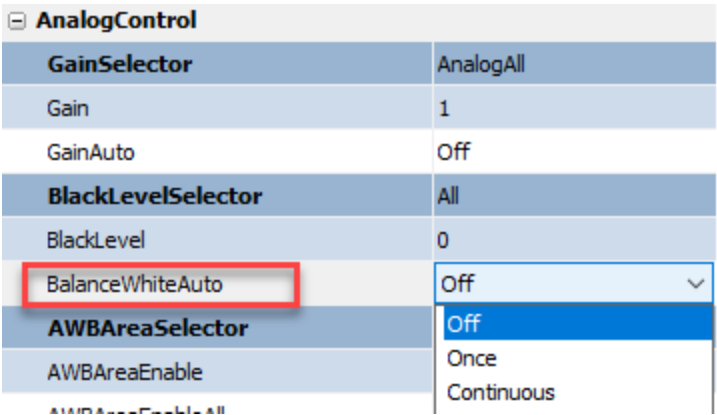 AnalogControl
GainSelector AnalogAll
Gain 1
GainAuto Off
BlackLevelSelector All
BlackLevel 0
BalanceWhiteAuto Off
AWBAreaSelector Off
AWBAreaEnable Once
Continuous